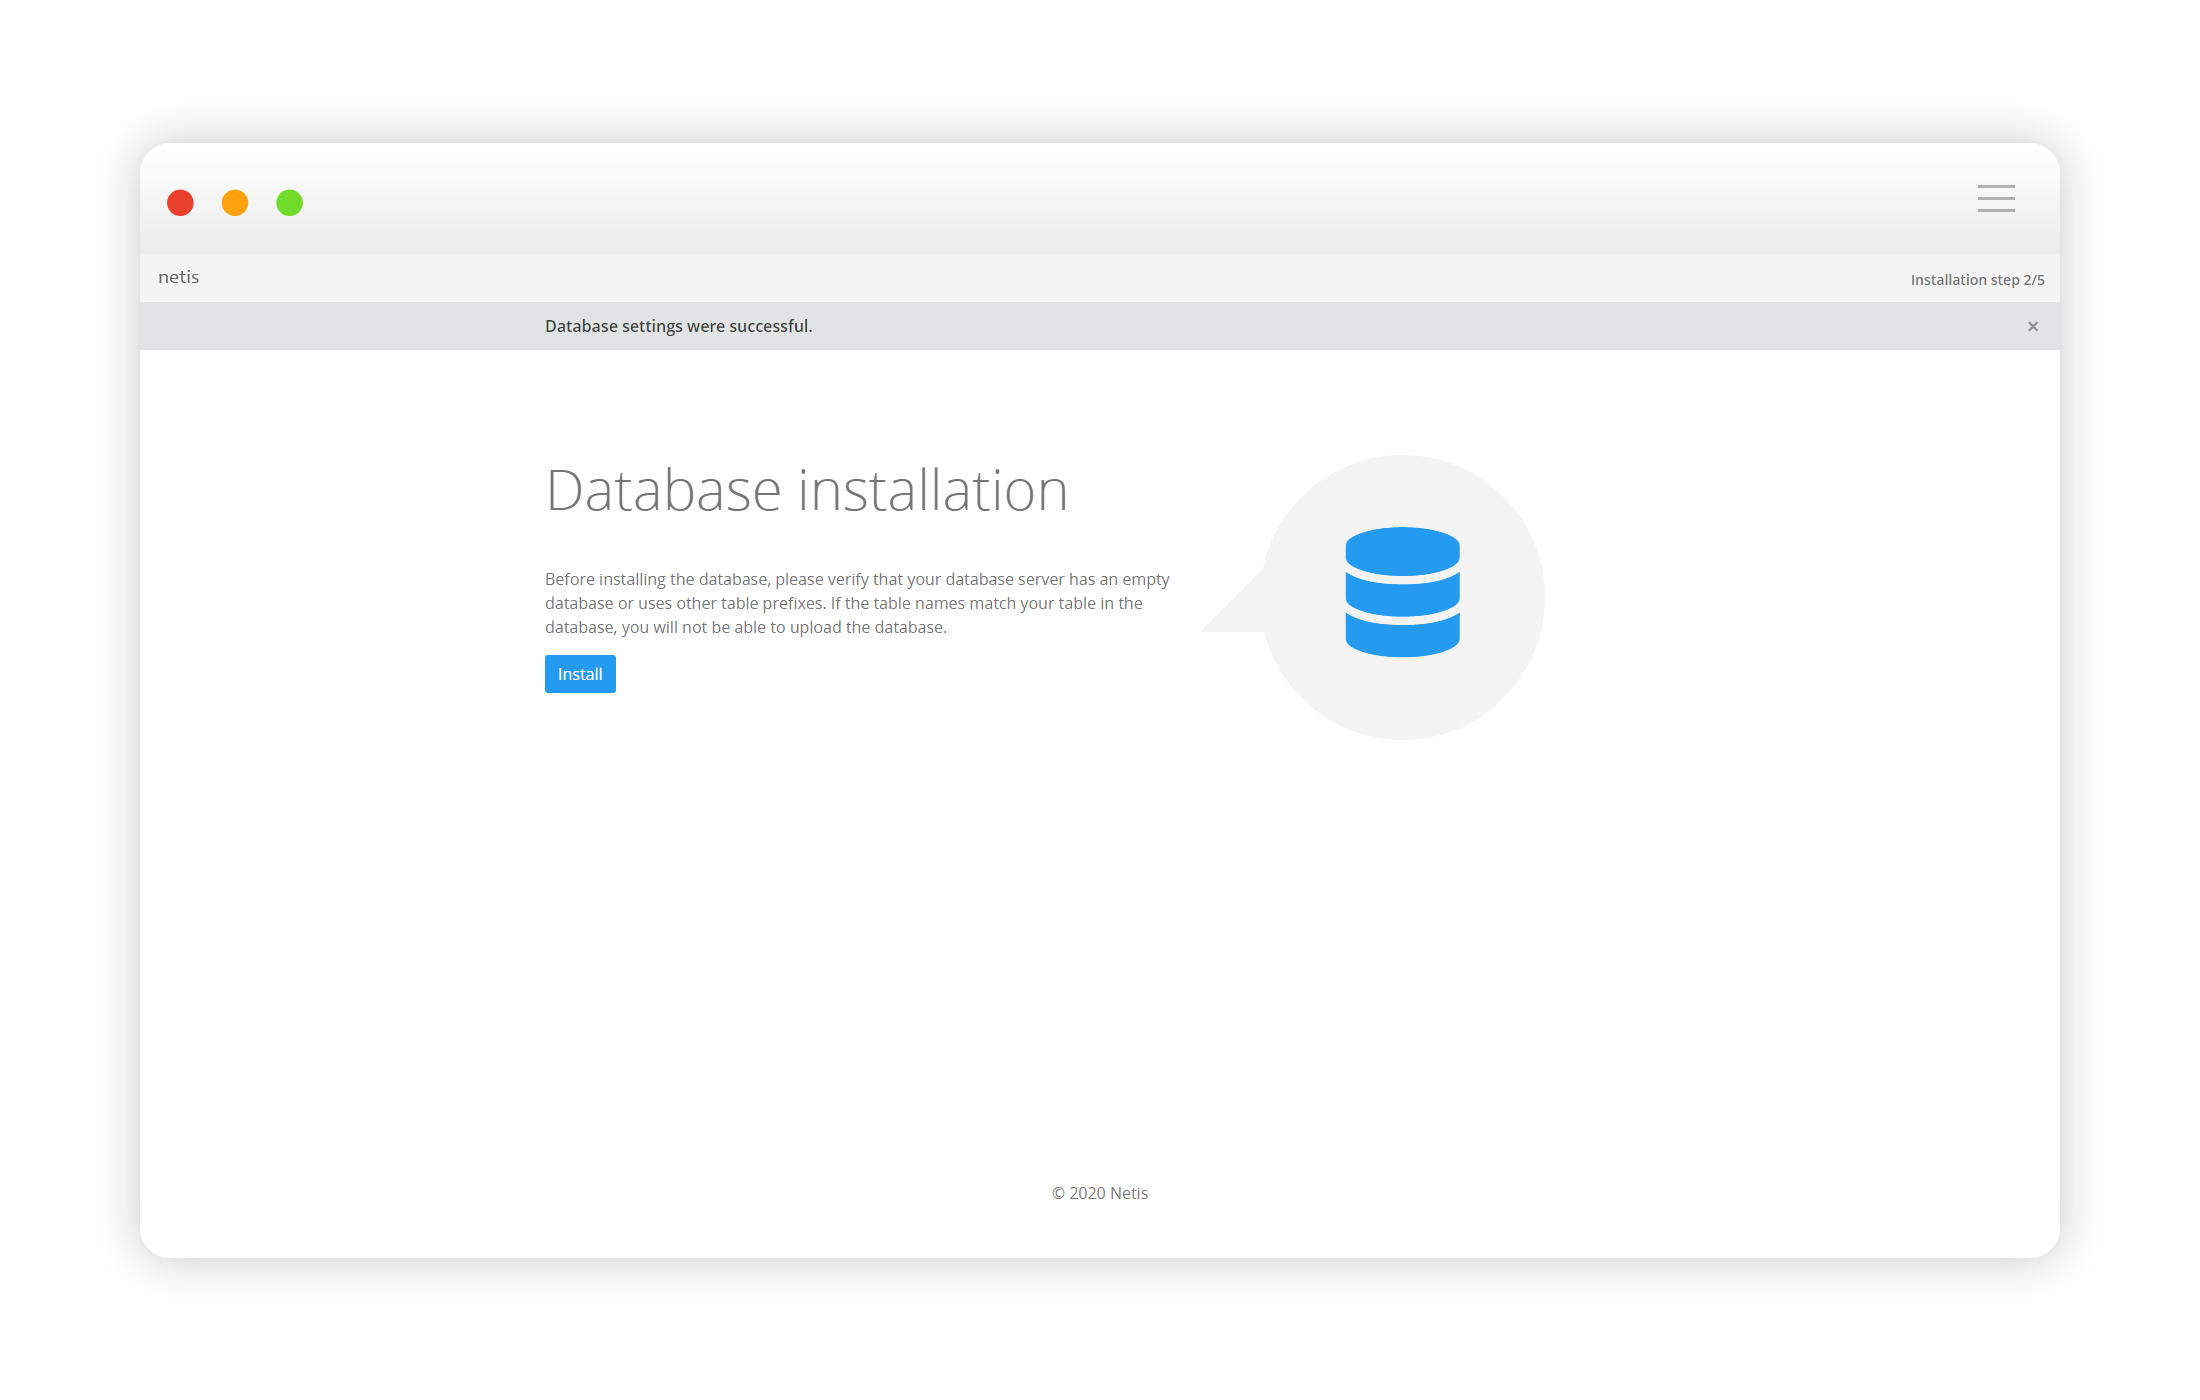 netis
Installation step 2/5
Database settings were successful.
×
Database installation
Before installing the database, please verify that your database server has an empty
database or uses other table prefixes. If the table names match your table in the
database, you will not be able to upload the database.
Install
© 2020 Netis